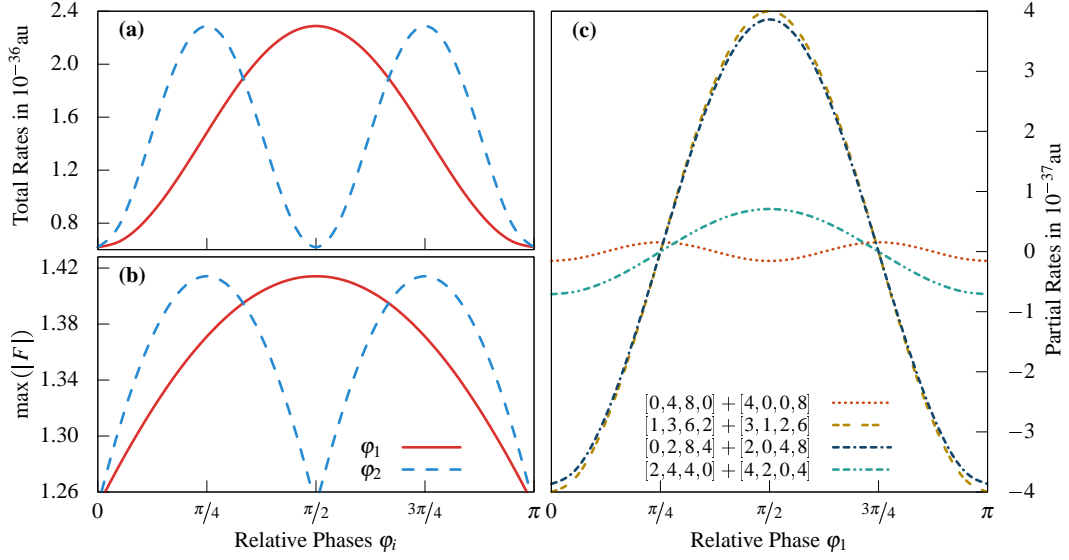 (a)
Total Rates in 10⁻³⁶au
2.4
2.0
1.6
1.2
0.8
(b)
max(|F|)
1.42
1.38
1.34
1.30
1.26
φ₁
φ₂
0 π/4 π/2 3π/4 π
Relative Phases φᵢ
(c)
4
3
2
1
0
−1
−2
−3
−4
Partial Rates in 10⁻³⁷au
[0,4,8,0]+[4,0,0,8]
[1,3,6,2]+[3,1,2,6]
[0,2,8,4]+[2,0,4,8]
[2,4,4,0]+[4,2,0,4]
0 π/4 π/2 3π/4 π
Relative Phase φ₁